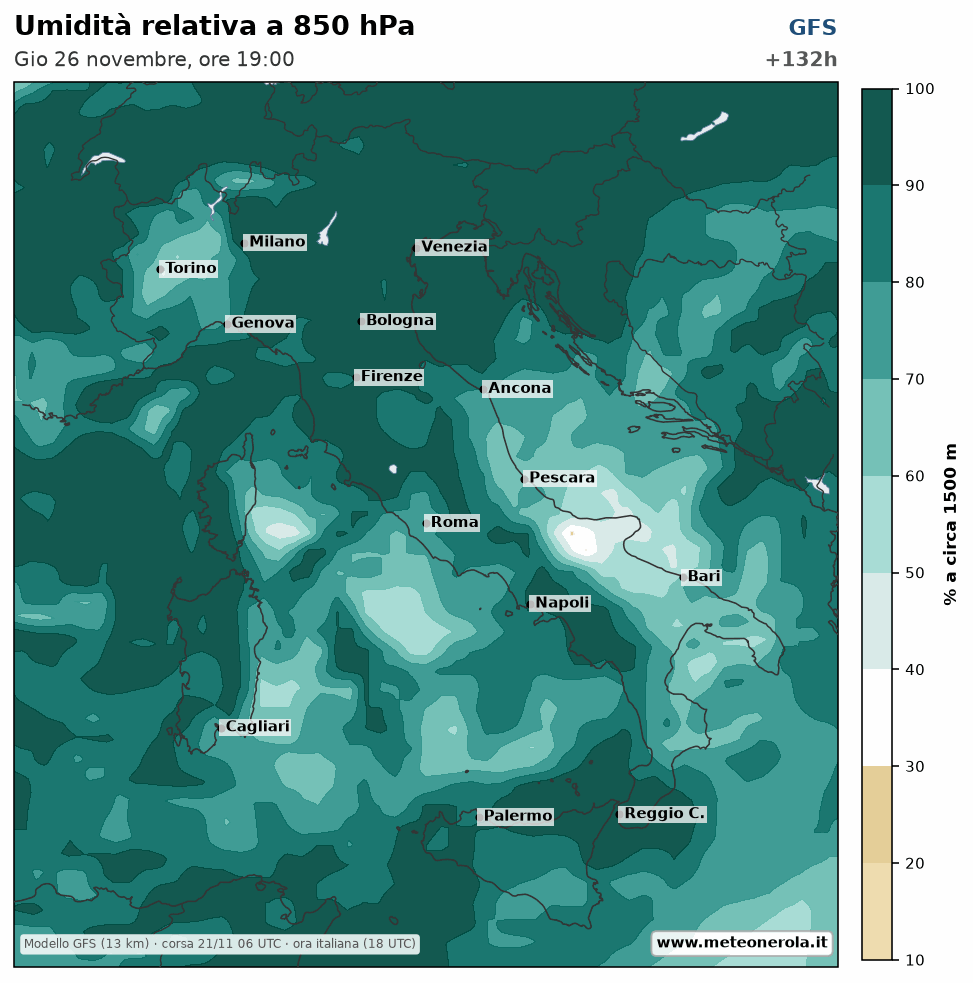 Umidità relativa a 850 hPa
GFS
Gio 26 novembre, ore 19:00
+132h
100
90
80
70
60
50
40
30
20
10
% a circa 1500 m
Milano
Venezia
Torino
Genova
Bologna
Firenze
Ancona
Pescara
Roma
Bari
Napoli
Cagliari
Palermo
Reggio C.
Modello GFS (13 km) · corsa 21/11 06 UTC · ora italiana (18 UTC)
www.meteonerola.it